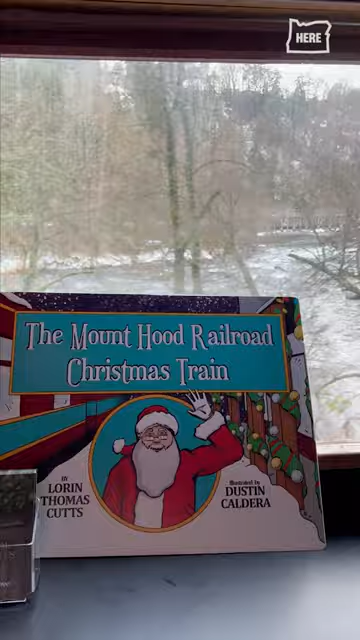 HERE
The Mount Hood Railroad
Christmas Train
BY
LORIN
THOMAS
CUTTS
Illustrated by
DUSTIN
CALDERA